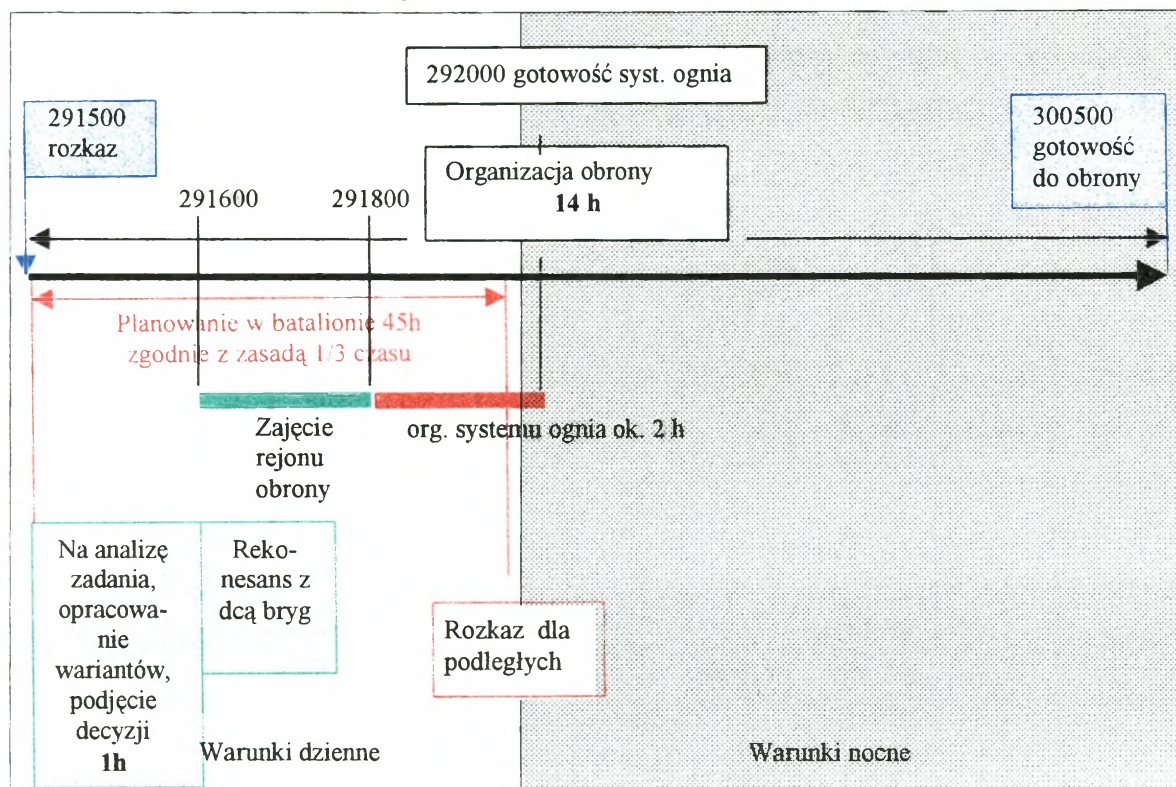 292000 gotowość syst. ognia
291500
rozkaz
300500
gotowość
do obrony
Organizacja obrony
14 h
291600
291800
Planowanie w batalionie 45h
zgodnie z zasadą 1/3 czasu
Zajęcie
rejonu
obrony
org. systemu ognia ok. 2 h
Na analizę
zadania,
opracowa-
nie
wariantów,
podjęcie
decyzji
1h
Reko-
nesans z
dcą bryg
Rozkaz dla
podległych
Warunki dzienne
Warunki nocne